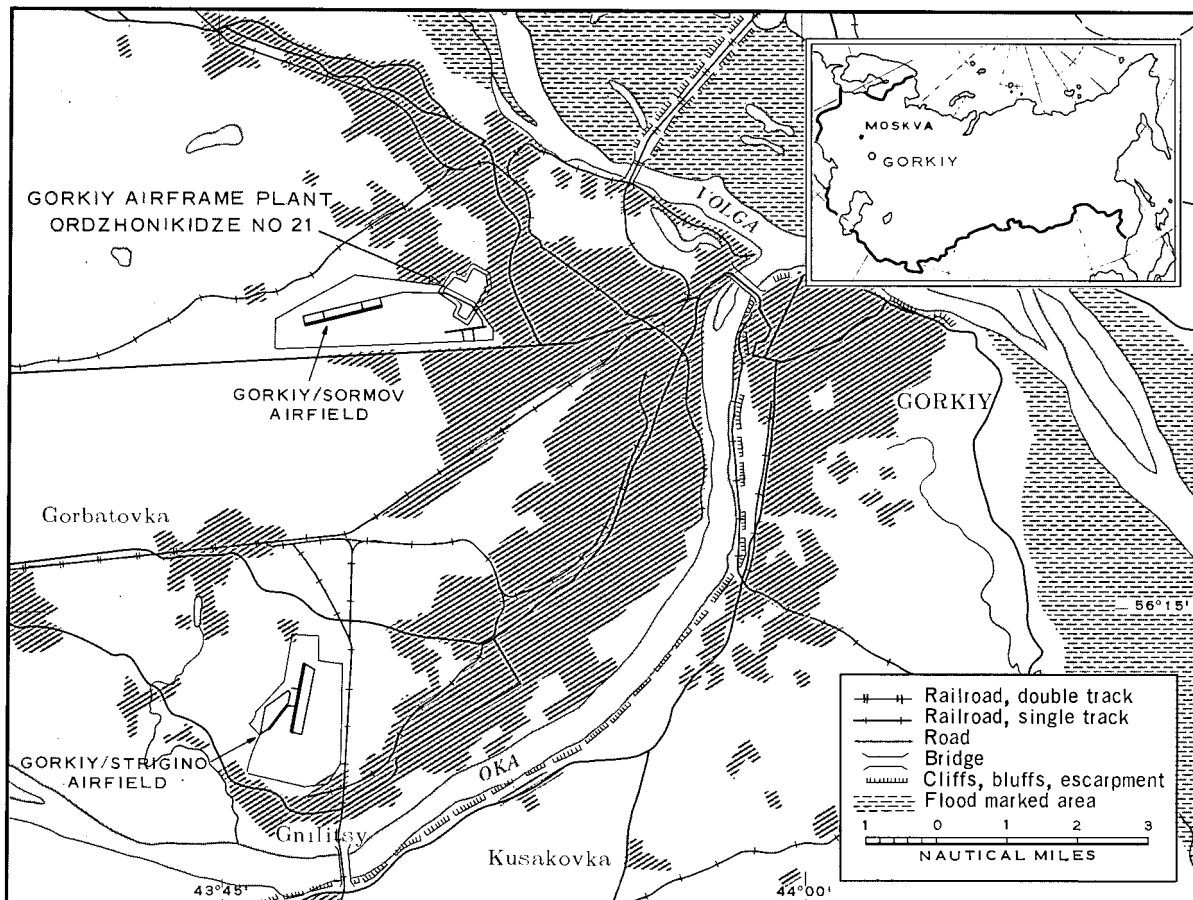 MOSKVA
GORKIY
GORKIY AIRFRAME PLANT
ORDZHONIKIDZE NO 21
VOLGA
GORKIY/SORMOV
AIRFIELD
GORKIY
Gorbatovka
56°15'
GORKIY/STRIGINO
AIRFIELD
OKA
Gnilitsy
Kusakovka
43°45'
44°00'
Railroad, double track
Railroad, single track
Road
Bridge
Cliffs, bluffs, escarpment
Flood marked area
1 0 1 2 3
NAUTICAL MILES